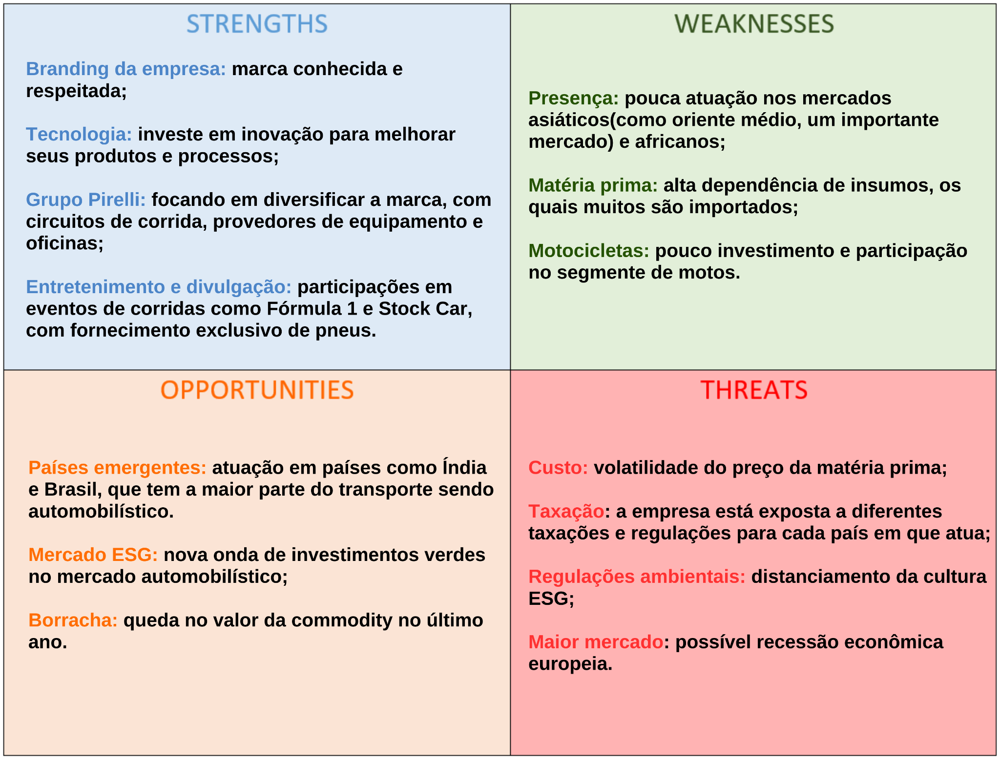 STRENGTHS
Branding da empresa: marca conhecida e
respeitada;
Tecnologia: investe em inovação para melhorar
seus produtos e processos;
Grupo Pirelli: focando em diversificar a marca, com
circuitos de corrida, provedores de equipamento e
oficinas;
Entretenimento e divulgação: participações em
eventos de corridas como Fórmula 1 e Stock Car,
com fornecimento exclusivo de pneus.
WEAKNESSES
Presença: pouca atuação nos mercados
asiáticos(como oriente médio, um importante
mercado) e africanos;
Matéria prima: alta dependência de insumos, os
quais muitos são importados;
Motocicletas: pouco investimento e participação
no segmente de motos.
OPPORTUNITIES
Países emergentes: atuação em países como Índia
e Brasil, que tem a maior parte do transporte sendo
automobilístico.
Mercado ESG: nova onda de investimentos verdes
no mercado automobilístico;
Borracha: queda no valor da commodity no último
ano.
THREATS
Custo: volatilidade do preço da matéria prima;
Taxação: a empresa está exposta a diferentes
taxações e regulações para cada país em que atua;
Regulações ambientais: distanciamento da cultura
ESG;
Maior mercado: possível recessão econômica
europeia.